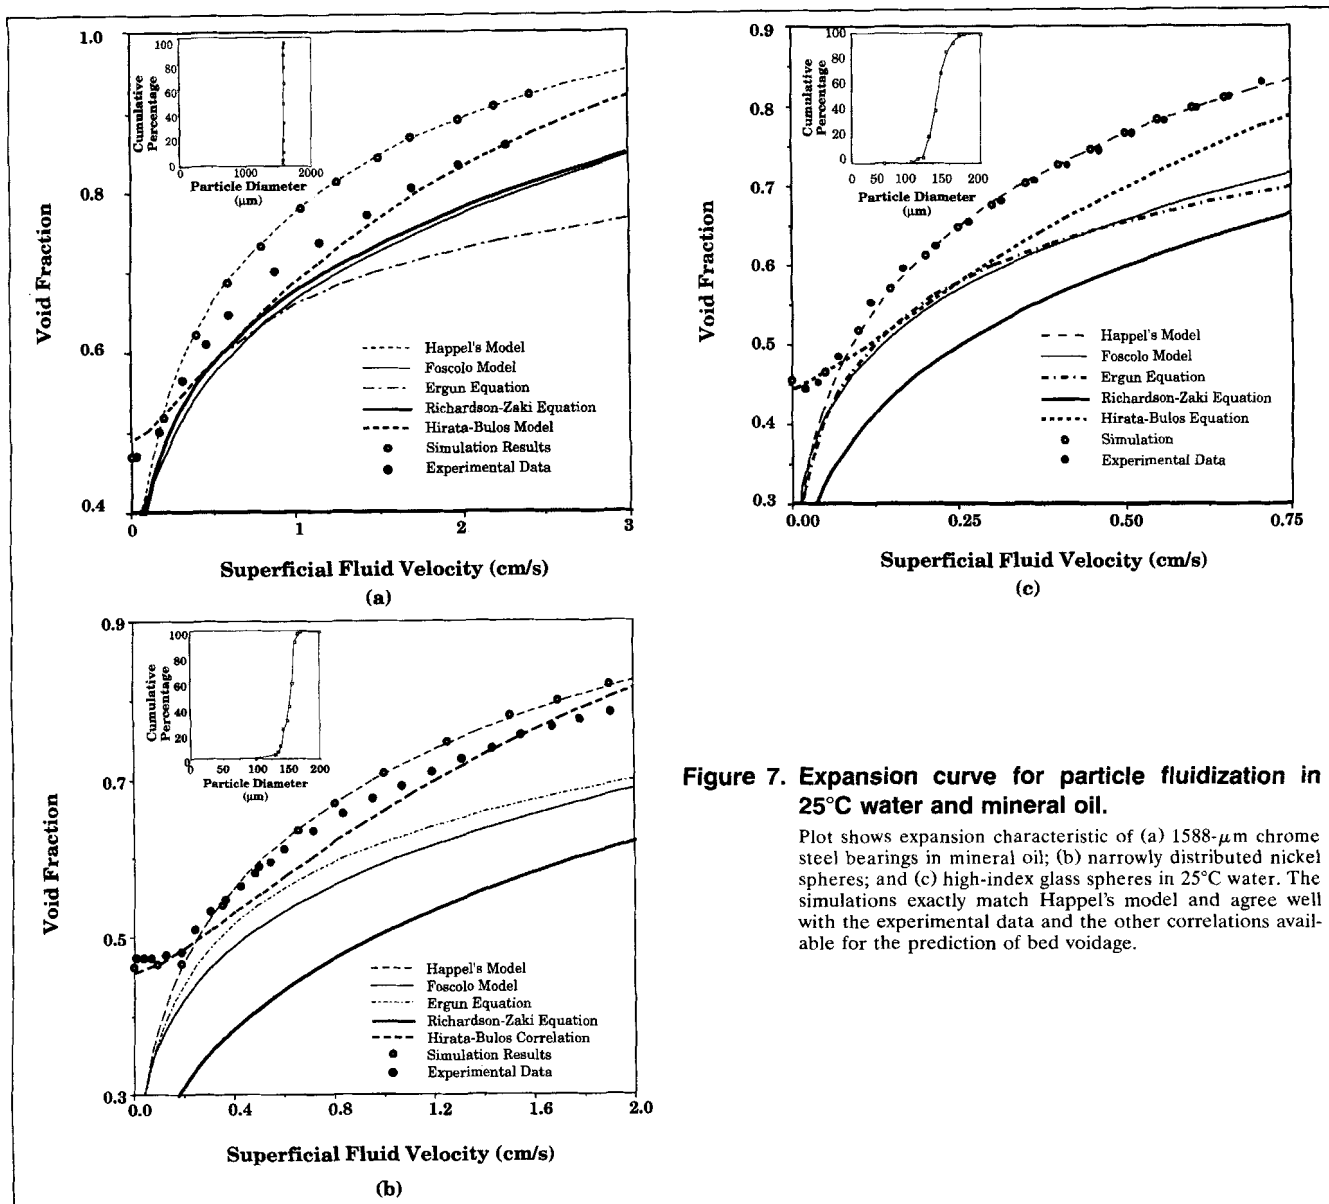 1.0
0.8
0.6
0.4
Void Fraction
100
80
60
40
20
0
Cumulative
Percentage
0 1000 2000
Particle Diameter
(μm)
Happel's Model
Foscolo Model
Ergun Equation
Richardson-Zaki Equation
Hirata-Bulos Model
Simulation Results
Experimental Data
0 1 2 3
Superficial Fluid Velocity (cm/s)
(a)
0.9
0.8
0.7
0.6
0.5
0.4
0.3
Void Fraction
100
80
60
40
20
0
Cumulative
Percentage
0 50 100 150 200
Particle Diameter
(μm)
Happel's Model
Foscolo Model
Ergun Equation
Richardson-Zaki Equation
Hirata-Bulos Equation
Simulation
Experimental Data
0.00 0.25 0.50 0.75
Superficial Fluid Velocity (cm/s)
(c)
0.9
0.7
0.5
0.3
Void Fraction
100
80
60
40
20
0
Cumulative
Percentage
0 50 100 150 200
Particle Diameter
(μm)
Happel's Model
Foscolo Model
Ergun Equation
Richardson-Zaki Equation
Hirata-Bulos Correlation
Simulation Results
Experimental Data
0.0 0.4 0.8 1.2 1.6 2.0
Superficial Fluid Velocity (cm/s)
(b)
Figure 7. Expansion curve for particle fluidization in
25°C water and mineral oil.
Plot shows expansion characteristic of (a) 1588-μm chrome
steel bearings in mineral oil; (b) narrowly distributed nickel
spheres; and (c) high-index glass spheres in 25°C water. The
simulations exactly match Happel's model and agree well
with the experimental data and the other correlations avail-
able for the prediction of bed voidage.